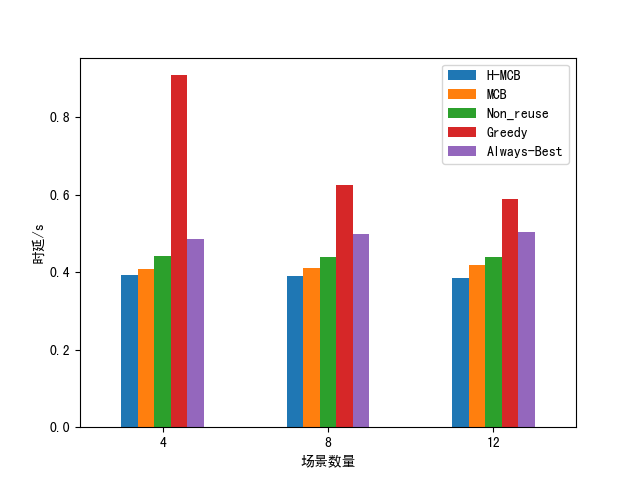 H-MCB
MCB
Non_reuse
Greedy
Always-Best
时延/s
0.8
0.6
0.4
0.2
0.0
4
8
12
场景数量